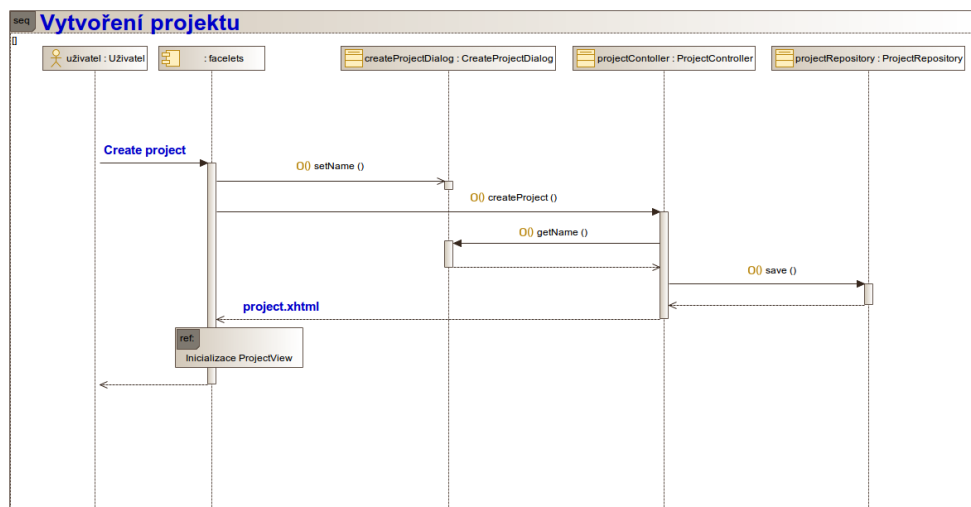 seq Vytvoření projektu
[]
uživatel : Uživatel
: facelets
createProjectDialog : CreateProjectDialog
projectContoller : ProjectController
projectRepository : ProjectRepository
Create project
O() setName ()
O() createProject ()
O() getName ()
O() save ()
project.xhtml
ref:
Inicializace ProjectView